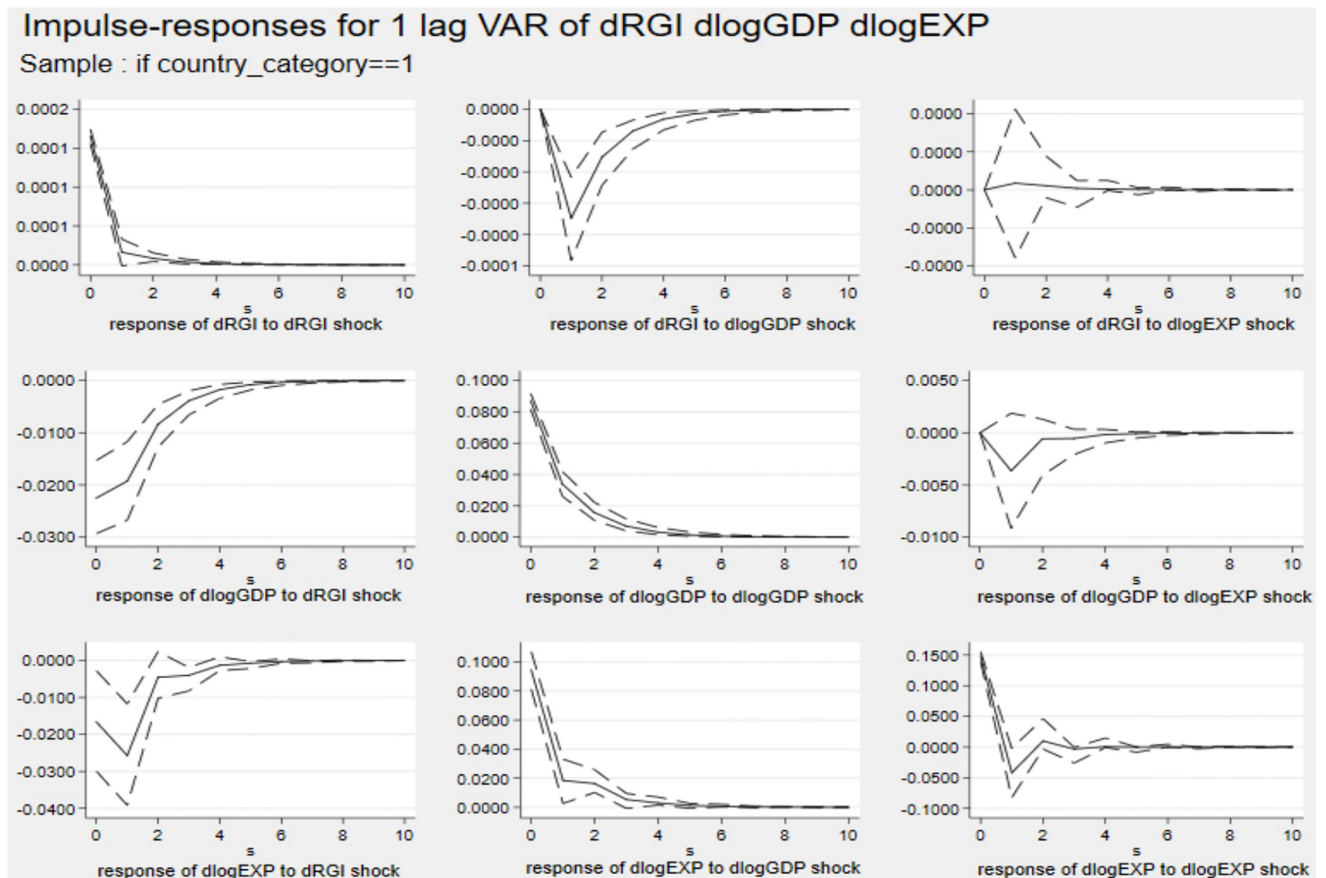 Impulse-responses for 1 lag VAR of dRGI dlogGDP dlogEXP
Sample : if country_category==1
0.0002
0.0001
0.0001
0.0001
0.0000
0 2 4 6 8 10
s
response of dRGI to dRGI shock
0.0000
-0.0000
-0.0000
-0.0000
-0.0000
-0.0001
0 2 4 6 8 10
s
response of dRGI to dlogGDP shock
0.0000
0.0000
0.0000
-0.0000
0 2 4 6 8 10
s
response of dRGI to dlogEXP shock
0.0000
-0.0100
-0.0200
-0.0300
0 2 4 6 8 10
s
response of dlogGDP to dRGI shock
0.1000
0.0800
0.0600
0.0400
0.0200
0.0000
0 2 4 6 8 10
s
response of dlogGDP to dlogGDP shock
0.0050
0.0000
-0.0050
-0.0100
0 2 4 6 8 10
s
response of dlogGDP to dlogEXP shock
0.0000
-0.0100
-0.0200
-0.0300
-0.0400
0 2 4 6 8 10
s
response of dlogEXP to dRGI shock
0.1000
0.0800
0.0600
0.0400
0.0200
0.0000
0 2 4 6 8 10
s
response of dlogEXP to dlogGDP shock
0.1500
0.1000
0.0500
0.0000
-0.0500
-0.1000
0 2 4 6 8 10
s
response of dlogEXP to dlogEXP shock